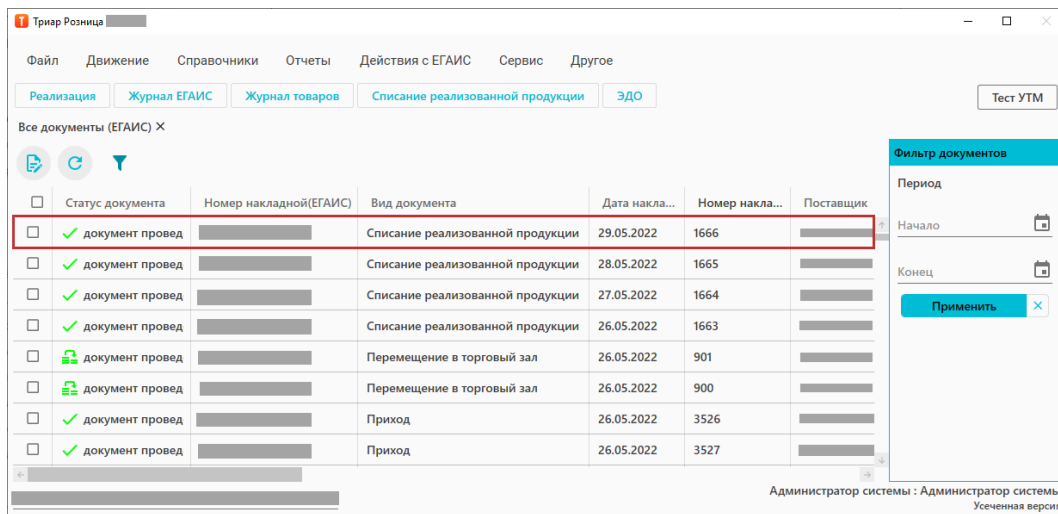 Триар Розница
Файл Движение Справочники Отчеты Действия с ЕГАИС Сервис Другое
Реализация Журнал ЕГАИС Журнал товаров Списание реализованной продукции ЭДО Тест УТМ
Все документы (ЕГАИС)
Фильтр документов
Период
Статус документа Номер накладной(ЕГАИС) Вид документа Дата накла... Номер накла... Поставщик
документ провед Списание реализованной продукции 29.05.2022 1666
Начало
документ провед Списание реализованной продукции 28.05.2022 1665
Конец
документ провед Списание реализованной продукции 27.05.2022 1664
Применить
документ провед Списание реализованной продукции 26.05.2022 1663
документ провед Перемещение в торговый зал 26.05.2022 901
документ провед Перемещение в торговый зал 26.05.2022 900
документ провед Приход 26.05.2022 3526
документ провед Приход 26.05.2022 3527
Администратор системы : Администратор системы
Усеченная версия